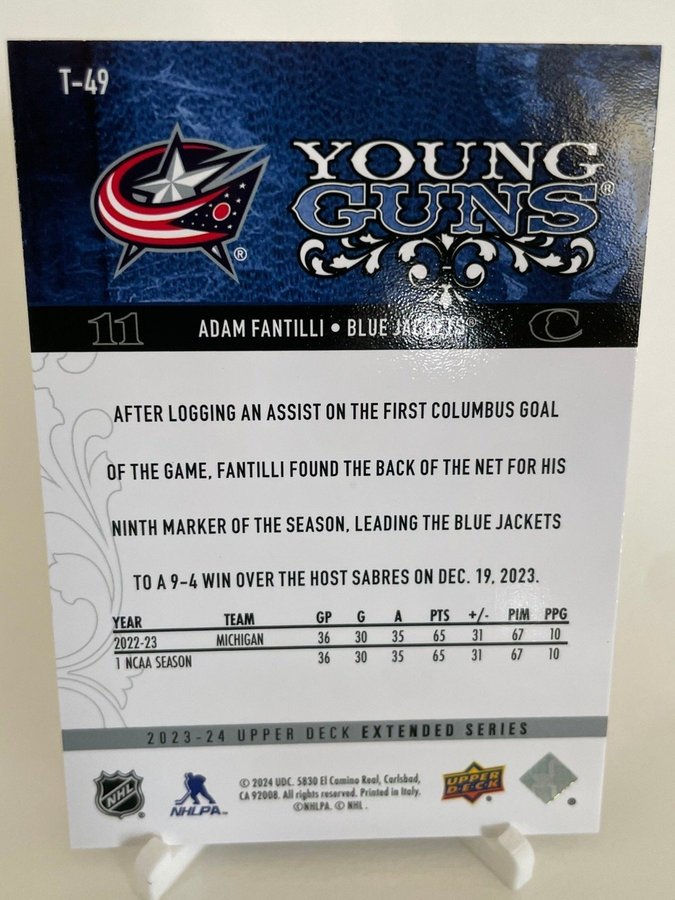 T-49
YOUNG
GUNS®
®
11 ADAM FANTILLI • BLUE JACKETS® C
AFTER LOGGING AN ASSIST ON THE FIRST COLUMBUS GOAL
OF THE GAME, FANTILLI FOUND THE BACK OF THE NET FOR HIS
NINTH MARKER OF THE SEASON, LEADING THE BLUE JACKETS
TO A 9-4 WIN OVER THE HOST SABRES ON DEC. 19, 2023.
YEAR TEAM GP G A PTS +/- PIM PPG
2022-23 MICHIGAN 36 30 35 65 31 67 10
1 NCAA SEASON 36 30 35 65 31 67 10
2023-24 UPPER DECK EXTENDED SERIES
NHL
NHLPA™
© 2024 UDC. 5830 El Camino Real, Carlsbad,
CA 92008. All rights reserved. Printed in Italy.
©NHLPA. © NHL.
UPPER
DECK
®